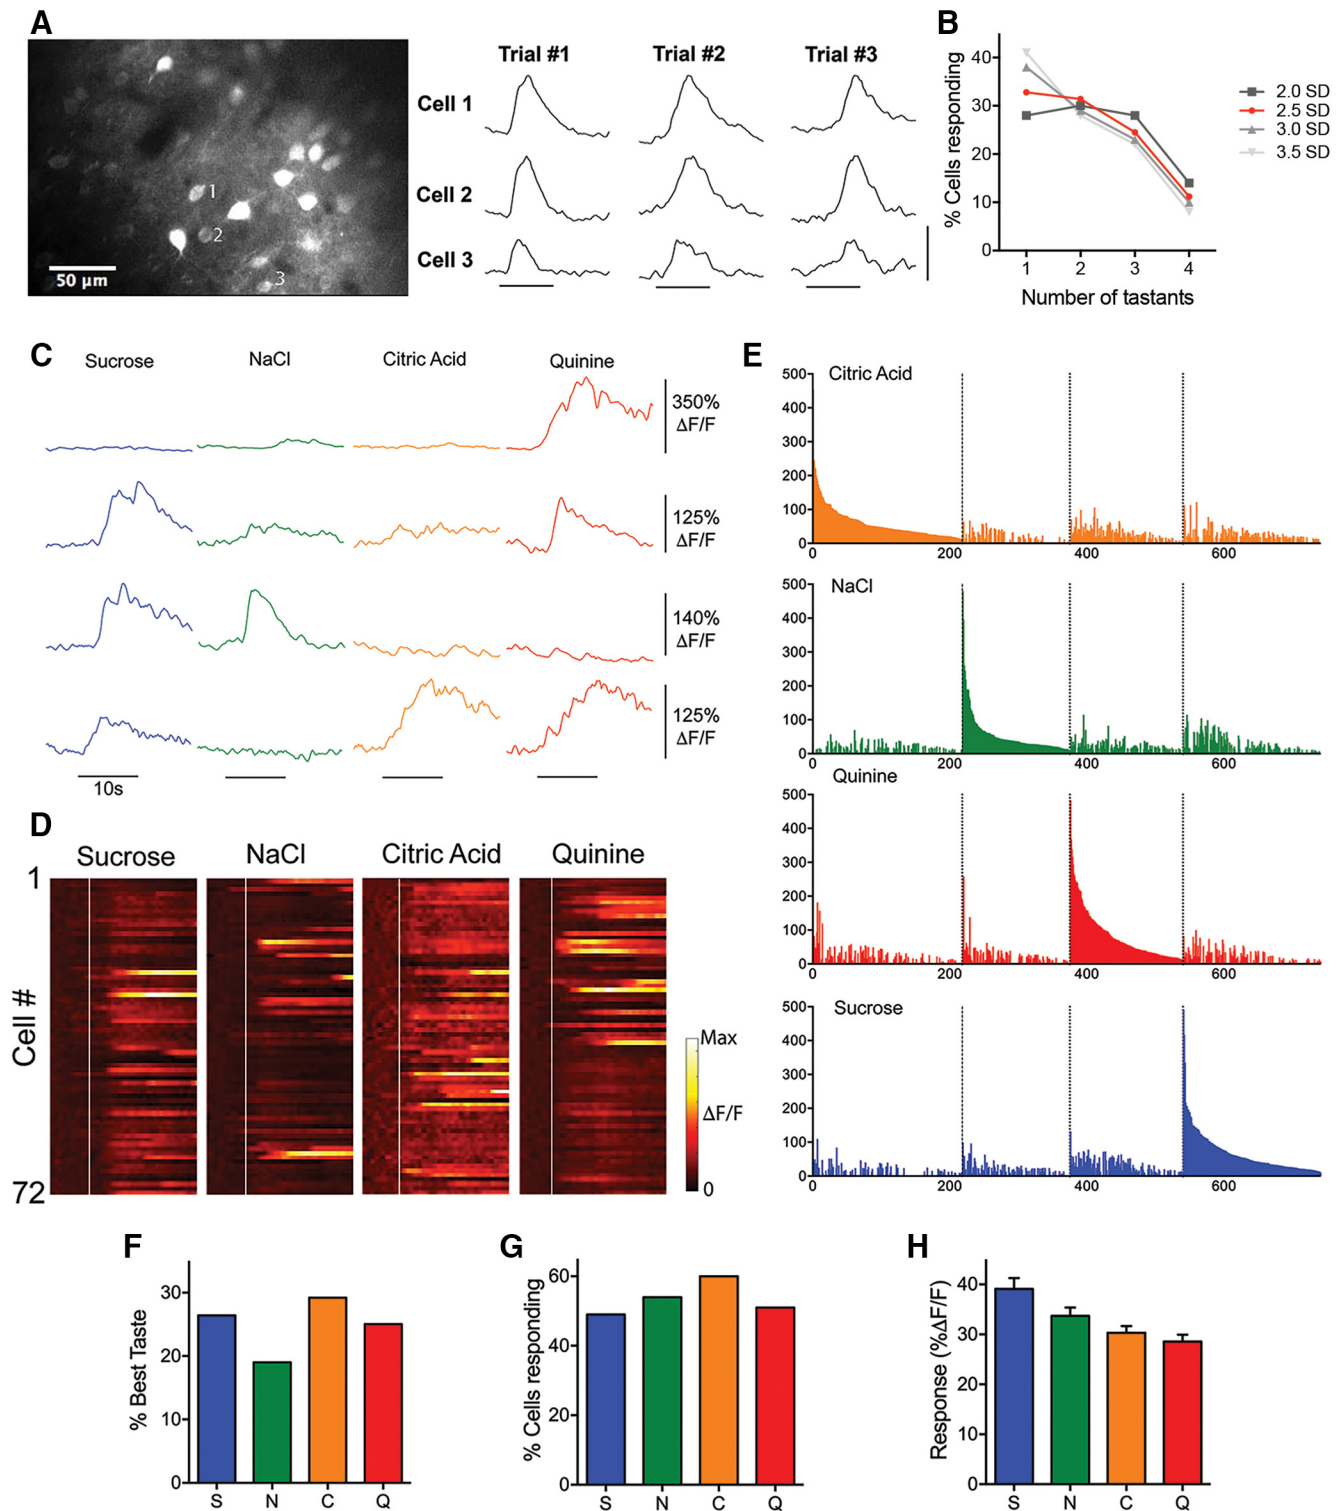 A
Trial #1 Trial #2 Trial #3
Cell 1
Cell 2
Cell 3
1
2
3
50 µm
B
% Cells responding
40
30
20
10
0
1 2 3 4
Number of tastants
2.0 SD
2.5 SD
3.0 SD
3.5 SD
C
Sucrose NaCl Citric Acid Quinine
350%
ΔF/F
125%
ΔF/F
140%
ΔF/F
125%
ΔF/F
10s
D
Sucrose NaCl Citric Acid Quinine
1
Cell #
72
Max
ΔF/F
0
E
Citric Acid
500
400
300
200
100
0
0 200 400 600
NaCl
500
400
300
200
100
0
0 200 400 600
Quinine
500
400
300
200
100
0
0 200 400 600
Sucrose
500
400
300
200
100
0
0 200 400 600
F
% Best Taste
30
20
10
0
S N C Q
G
% Cells responding
60
40
20
0
S N C Q
H
Response (%ΔF/F)
40
30
20
10
0
S N C Q